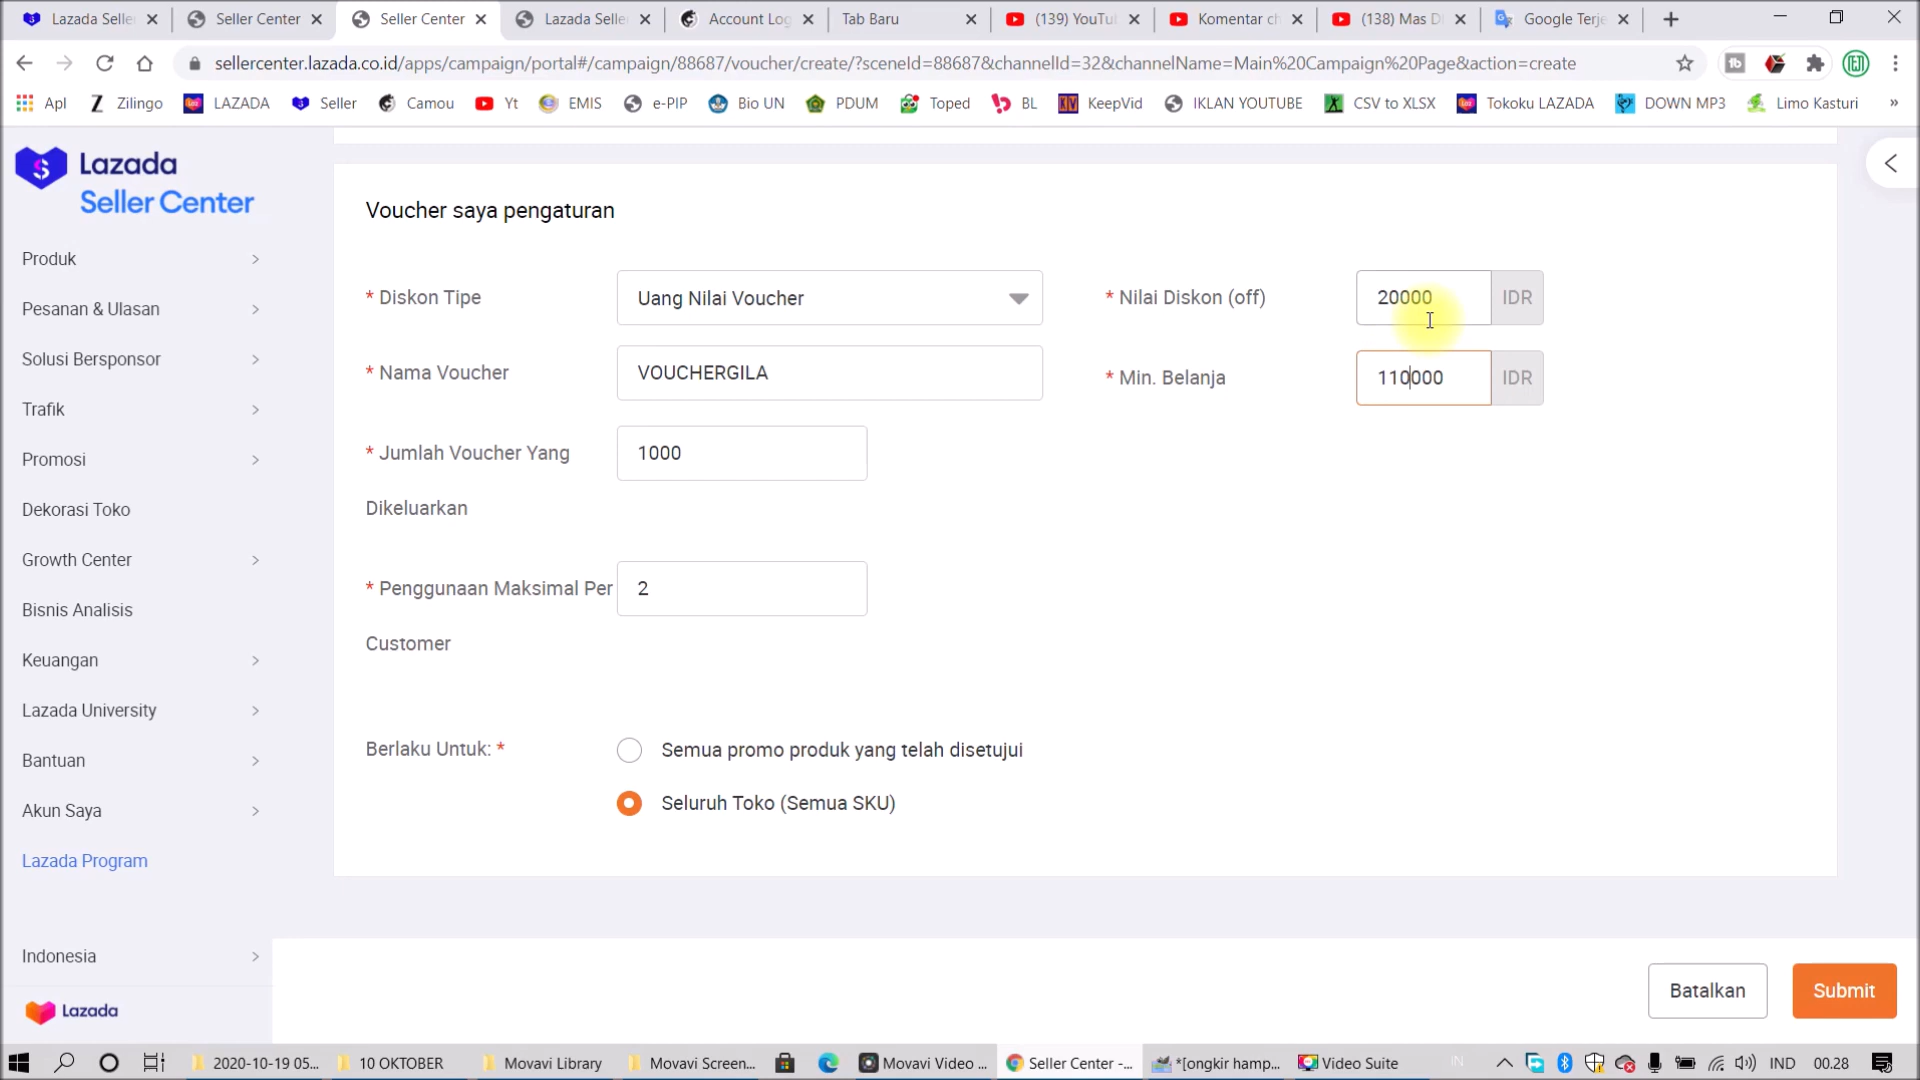 Lazada Selle
Seller Center
Seller Center
Lazada Selle
Account Log
Tab Baru
(139) YouTu
Komentar ch
(138) Mas D
Google Terje
sellercenter.lazada.co.id/apps/campaign/portal#/campaign/88687/voucher/create/?sceneId=88687&channelId=32&channelName=Main%20Campaign%20Page&action=create
Apl
Zilingo
LAZADA
Seller
Camou
Yt
EMIS
e-PIP
Bio UN
PDUM
Toped
BL
KeepVid
IKLAN YOUTUBE
CSV to XLSX
Tokoku LAZADA
DOWN MP3
Limo Kasturi
»
Lazada
Seller Center
Produk
Pesanan & Ulasan
Solusi Bersponsor
Trafik
Promosi
Dekorasi Toko
Growth Center
Bisnis Analisis
Keuangan
Lazada University
Bantuan
Akun Saya
Lazada Program
Indonesia
Lazada
Voucher saya pengaturan
* Diskon Tipe
Uang Nilai Voucher
* Nilai Diskon (off)
20000
IDR
* Nama Voucher
VOUCHERGILA
* Min. Belanja
110000
IDR
* Jumlah Voucher Yang
Dikeluarkan
1000
* Penggunaan Maksimal Per
Customer
2
Berlaku Untuk: *
Semua promo produk yang telah disetujui
Seluruh Toko (Semua SKU)
Batalkan
Submit
2020-10-19 05...
10 OKTOBER
Movavi Library
Movavi Screen...
Movavi Video ...
Seller Center -...
*[ongkir hamp...
Video Suite
IN
IND
00.28